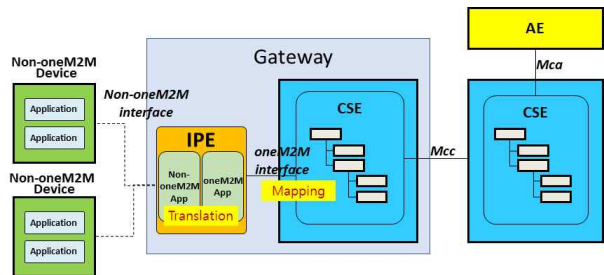 Non-oneM2M
Device
Application
Application
Non-oneM2M
Device
Application
Application
Non-oneM2M
interface
Gateway
IPE
Non-
oneM2M
App
oneM2M
App
Translation
oneM2M
interface
Mapping
CSE
Mcc
AE
Mca
CSE